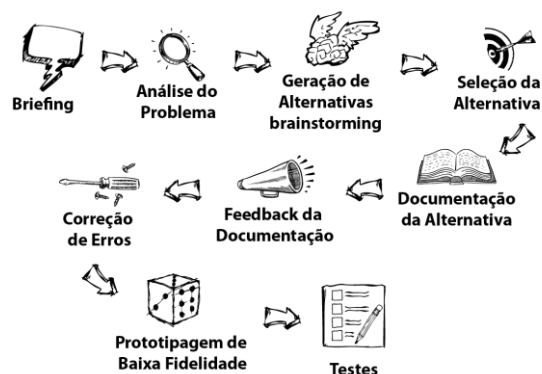 Briefing
Análise do
Problema
Geração de
Alternativas
brainstorming
Seleção da
Alternativa
Documentação
da Alternativa
Feedback da
Documentação
Correção
de Erros
Prototipagem de
Baixa Fidelidade
Testes